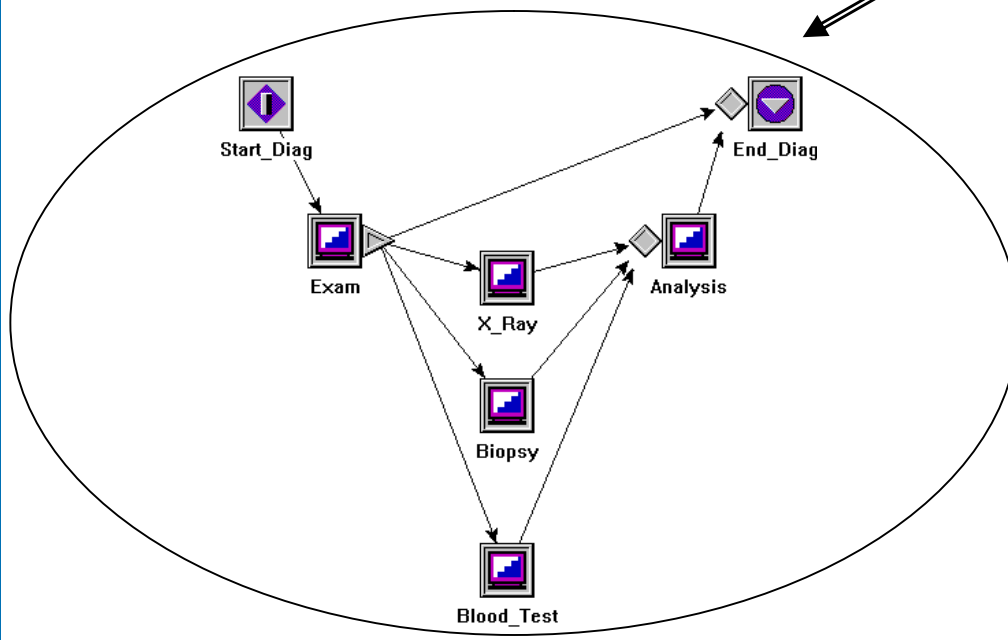 Start_Diag
End_Diag
Exam
Analysis
X_Ray
Biopsy
Blood_Test